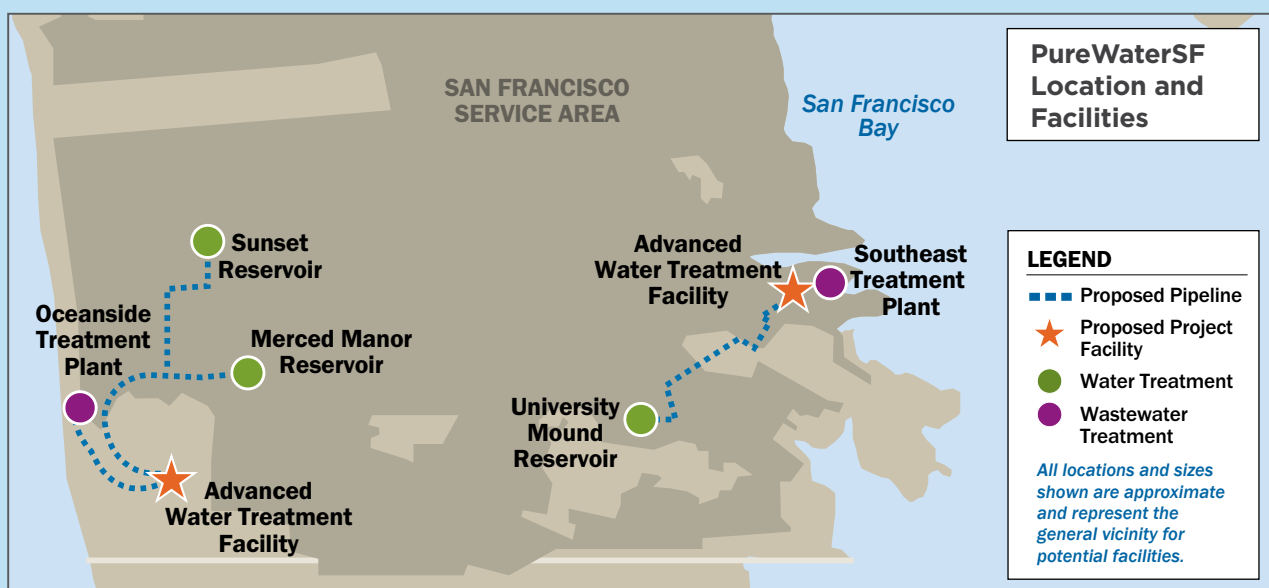 PureWaterSF
Location and
Facilities
SAN FRANCISCO
SERVICE AREA
San Francisco
Bay
Sunset
Reservoir
Oceanside
Treatment
Plant
Merced Manor
Reservoir
Advanced
Water Treatment
Facility
Advanced
Water Treatment
Facility
Southeast
Treatment
Plant
University
Mound
Reservoir
LEGEND
Proposed Pipeline
Proposed Project
Facility
Water Treatment
Wastewater
Treatment
All locations and sizes
shown are approximate
and represent the
general vicinity for
potential facilities.